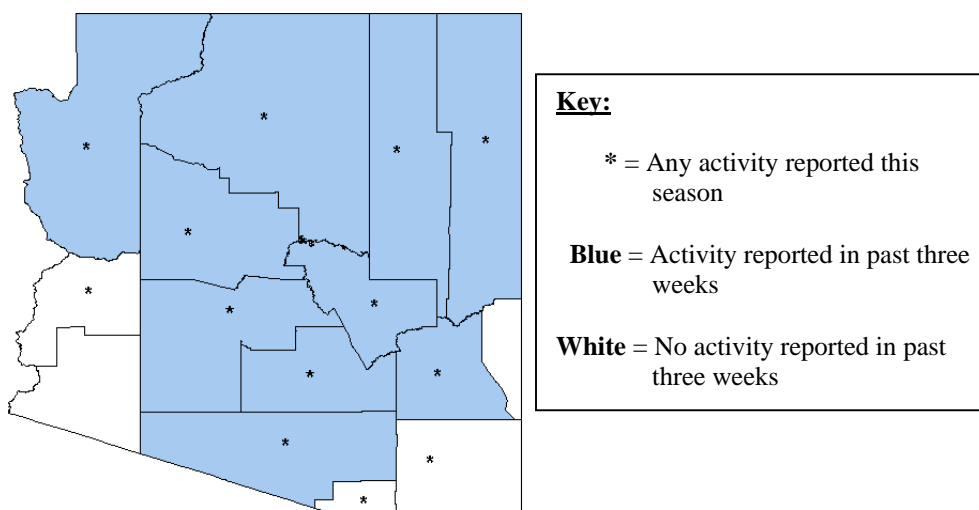 Key:
* = Any activity reported this
season
Blue = Activity reported in past three
weeks
White = No activity reported in past
three weeks
*
*
*
*
*
*
*
*
*
*
*
*
*